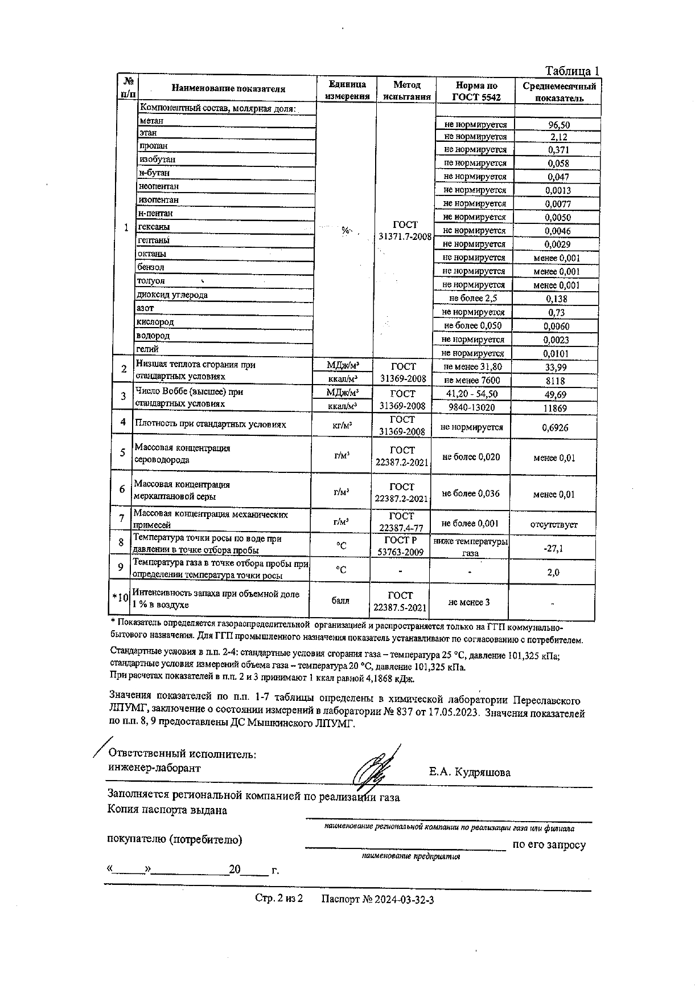 Таблица 1
№ п/п Наименование показателя Единица измерения Метод испытания Норма по ГОСТ 5542 Среднемесячный показатель
1 Компонентный состав, молярная доля: % ГОСТ 31371.7-2008
метан не нормируется 96,50
этан не нормируется 2,12
пропан не нормируется 0,371
изобутан не нормируется 0,058
н-бутан не нормируется 0,047
неопентан не нормируется 0,0013
изопентан не нормируется 0,0077
н-пентан не нормируется 0,0050
гексаны не нормируется 0,0046
гептаны не нормируется 0,0029
октаны не нормируется менее 0,001
бензол не нормируется менее 0,001
толуол не нормируется менее 0,001
диоксид углерода не более 2,5 0,138
азот не нормируется 0,73
кислород не более 0,050 0,0060
водород не нормируется 0,0023
гелий не нормируется 0,0101
2 Низшая теплота сгорания при стандартных условиях МДж/м³ ГОСТ 31369-2008 не менее 31,80 33,99
ккал/м³ не менее 7600 8118
3 Число Воббе (высшее) при стандартных условиях МДж/м³ ГОСТ 31369-2008 41,20 - 54,50 49,69
ккал/м³ 9840-13020 11869
4 Плотность при стандартных условиях кг/м³ ГОСТ 31369-2008 не нормируется 0,6926
5 Массовая концентрация сероводорода г/м³ ГОСТ 22387.2-2021 не более 0,020 менее 0,01
6 Массовая концентрация меркаптановой серы г/м³ ГОСТ 22387.2-2021 не более 0,036 менее 0,01
7 Массовая концентрация механических примесей г/м³ ГОСТ 22387.4-77 не более 0,001 отсутствует
8 Температура точки росы по воде при давлении в точке отбора пробы °С ГОСТ Р 53763-2009 ниже температуры газа -27,1
9 Температура газа в точке отбора пробы при определении температура точки росы °С - - 2,0
*10 Интенсивность запаха при объемной доле 1 % в воздухе балл ГОСТ 22387.5-2021 не менее 3 -
* Показатель определяется газораспределительной организацией и распространяется только на ГГП коммунально-
бытового назначения. Для ГГП промышленного назначения показатель устанавливают по согласованию с потребителем.
Стандартные условия в п.п. 2-4: стандартные условия сгорания газа – температура 25 °С, давление 101,325 кПа;
стандартные условия измерений объема газа – температура 20 °С, давление 101,325 кПа.
При расчетах показателей в п.п. 2 и 3 принимают 1 ккал равной 4,1868 кДж.
Значения показателей по п.п. 1-7 таблицы определены в химической лаборатории Переславского
ЛПУМГ, заключение о состоянии измерений в лаборатории № 837 от 17.05.2023. Значения показателей
по п.п. 8, 9 предоставлены ДС Мышкинского ЛПУМГ.
Ответственный исполнитель:
инженер-лаборант Е.А. Кудряшова
Заполняется региональной компанией по реализации газа
Копия паспорта выдана
наименование региональной компании по реализации газа или филиала
покупателю (потребителю) по его запросу
наименование предприятия
«_____»_____________20_____ г.
Стр. 2 из 2 Паспорт № 2024-03-32-3